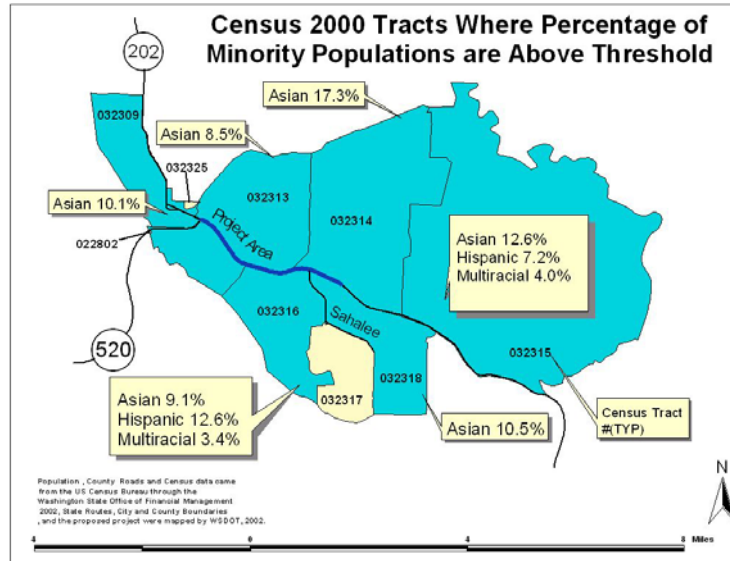 Census 2000 Tracts Where Percentage of
Minority Populations are Above Threshold
202
Asian 17.3%
032309
Asian 8.5%
032325
032313
Asian 10.1%
032314
022802
Project Area
Asian 12.6%
Hispanic 7.2%
Multiracial 4.0%
032316
Sahalee
520
032315
032317
032318
Asian 9.1%
Hispanic 12.6%
Multiracial 3.4%
Asian 10.5%
Census Tract
#(TYP)
Population , County Roads and Census data came
from the US Census Bureau through the
Washington State Office of Financial Management
2002, State Routes, City and County Boundaries
, and the proposed project were mapped by WSDOT, 2002.
N
4 0 4 8 Miles